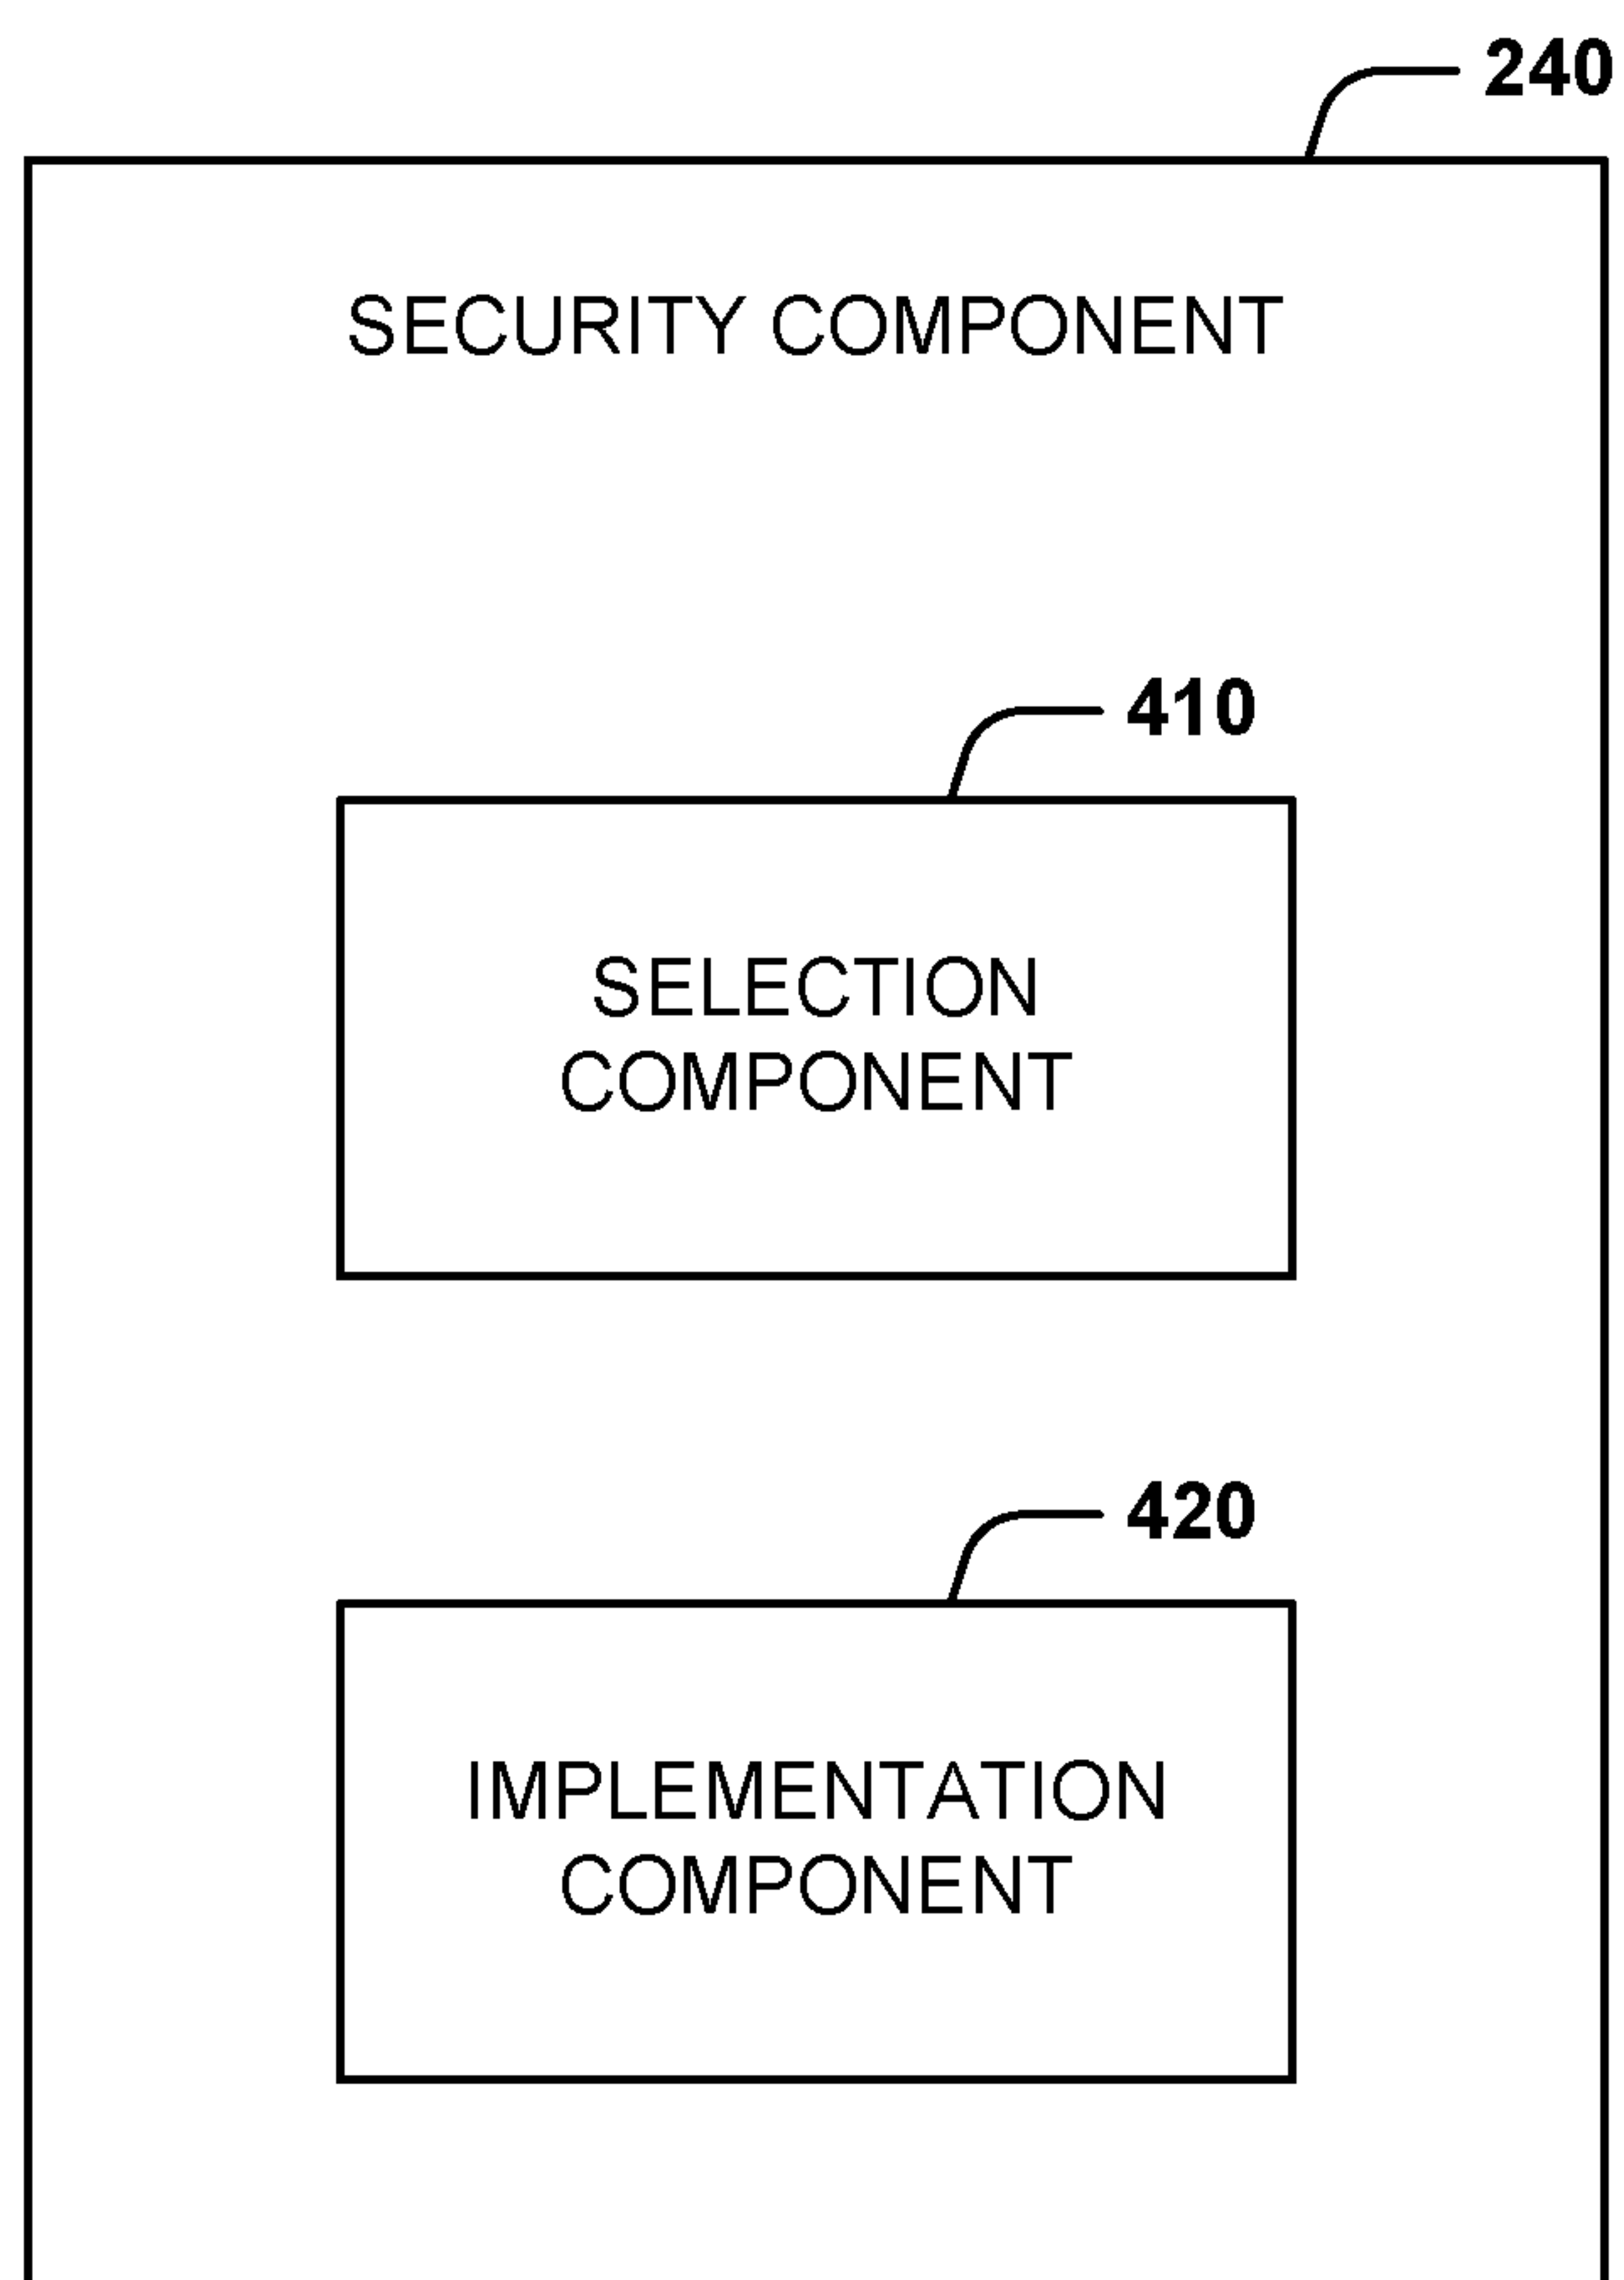 240
SECURITY COMPONENT
410
SELECTION
COMPONENT
420
IMPLEMENTATION
COMPONENT